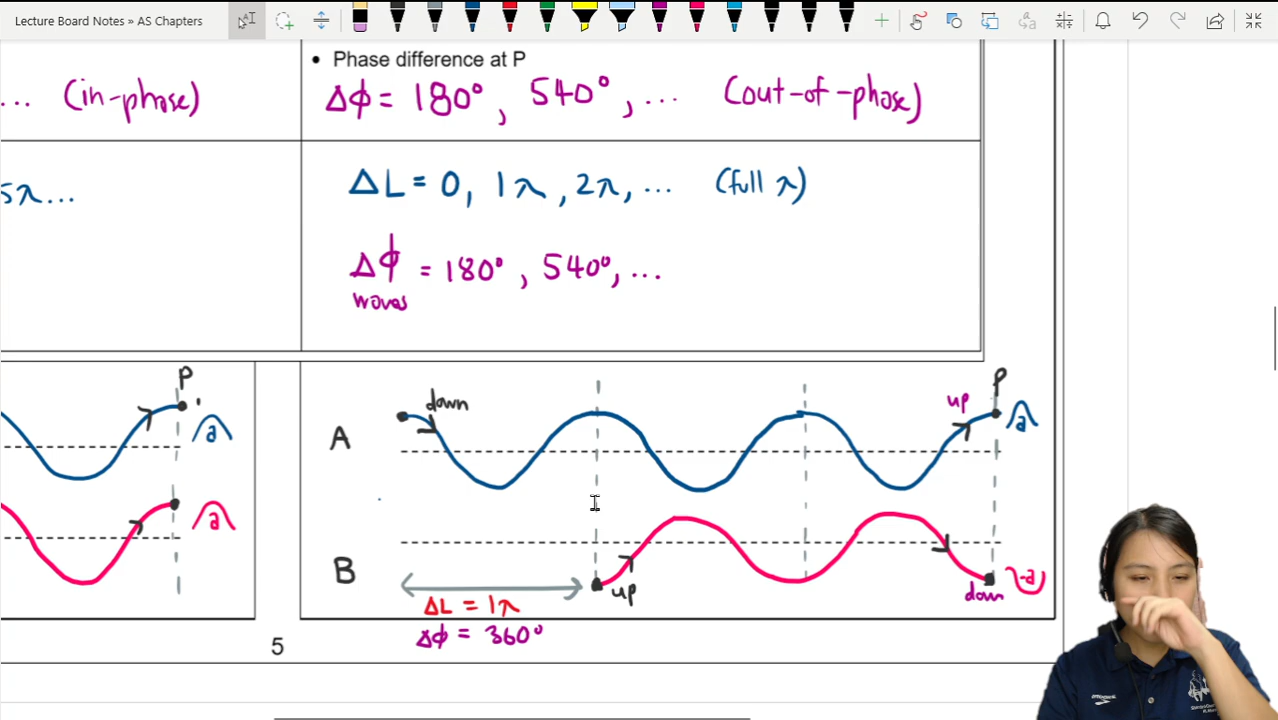 Lecture Board Notes » AS Chapters
• Phase difference at P
... (in-phase)
Δφ = 180°, 540°, ... (out-of-phase)
5λ...
ΔL = 0, 1λ, 2λ, ... (full λ)
Δφ = 180°, 540°, ...
waves
P
a
a
A
down
up
P
a
B
up
down
-a
ΔL = 1λ
Δφ = 360°
5